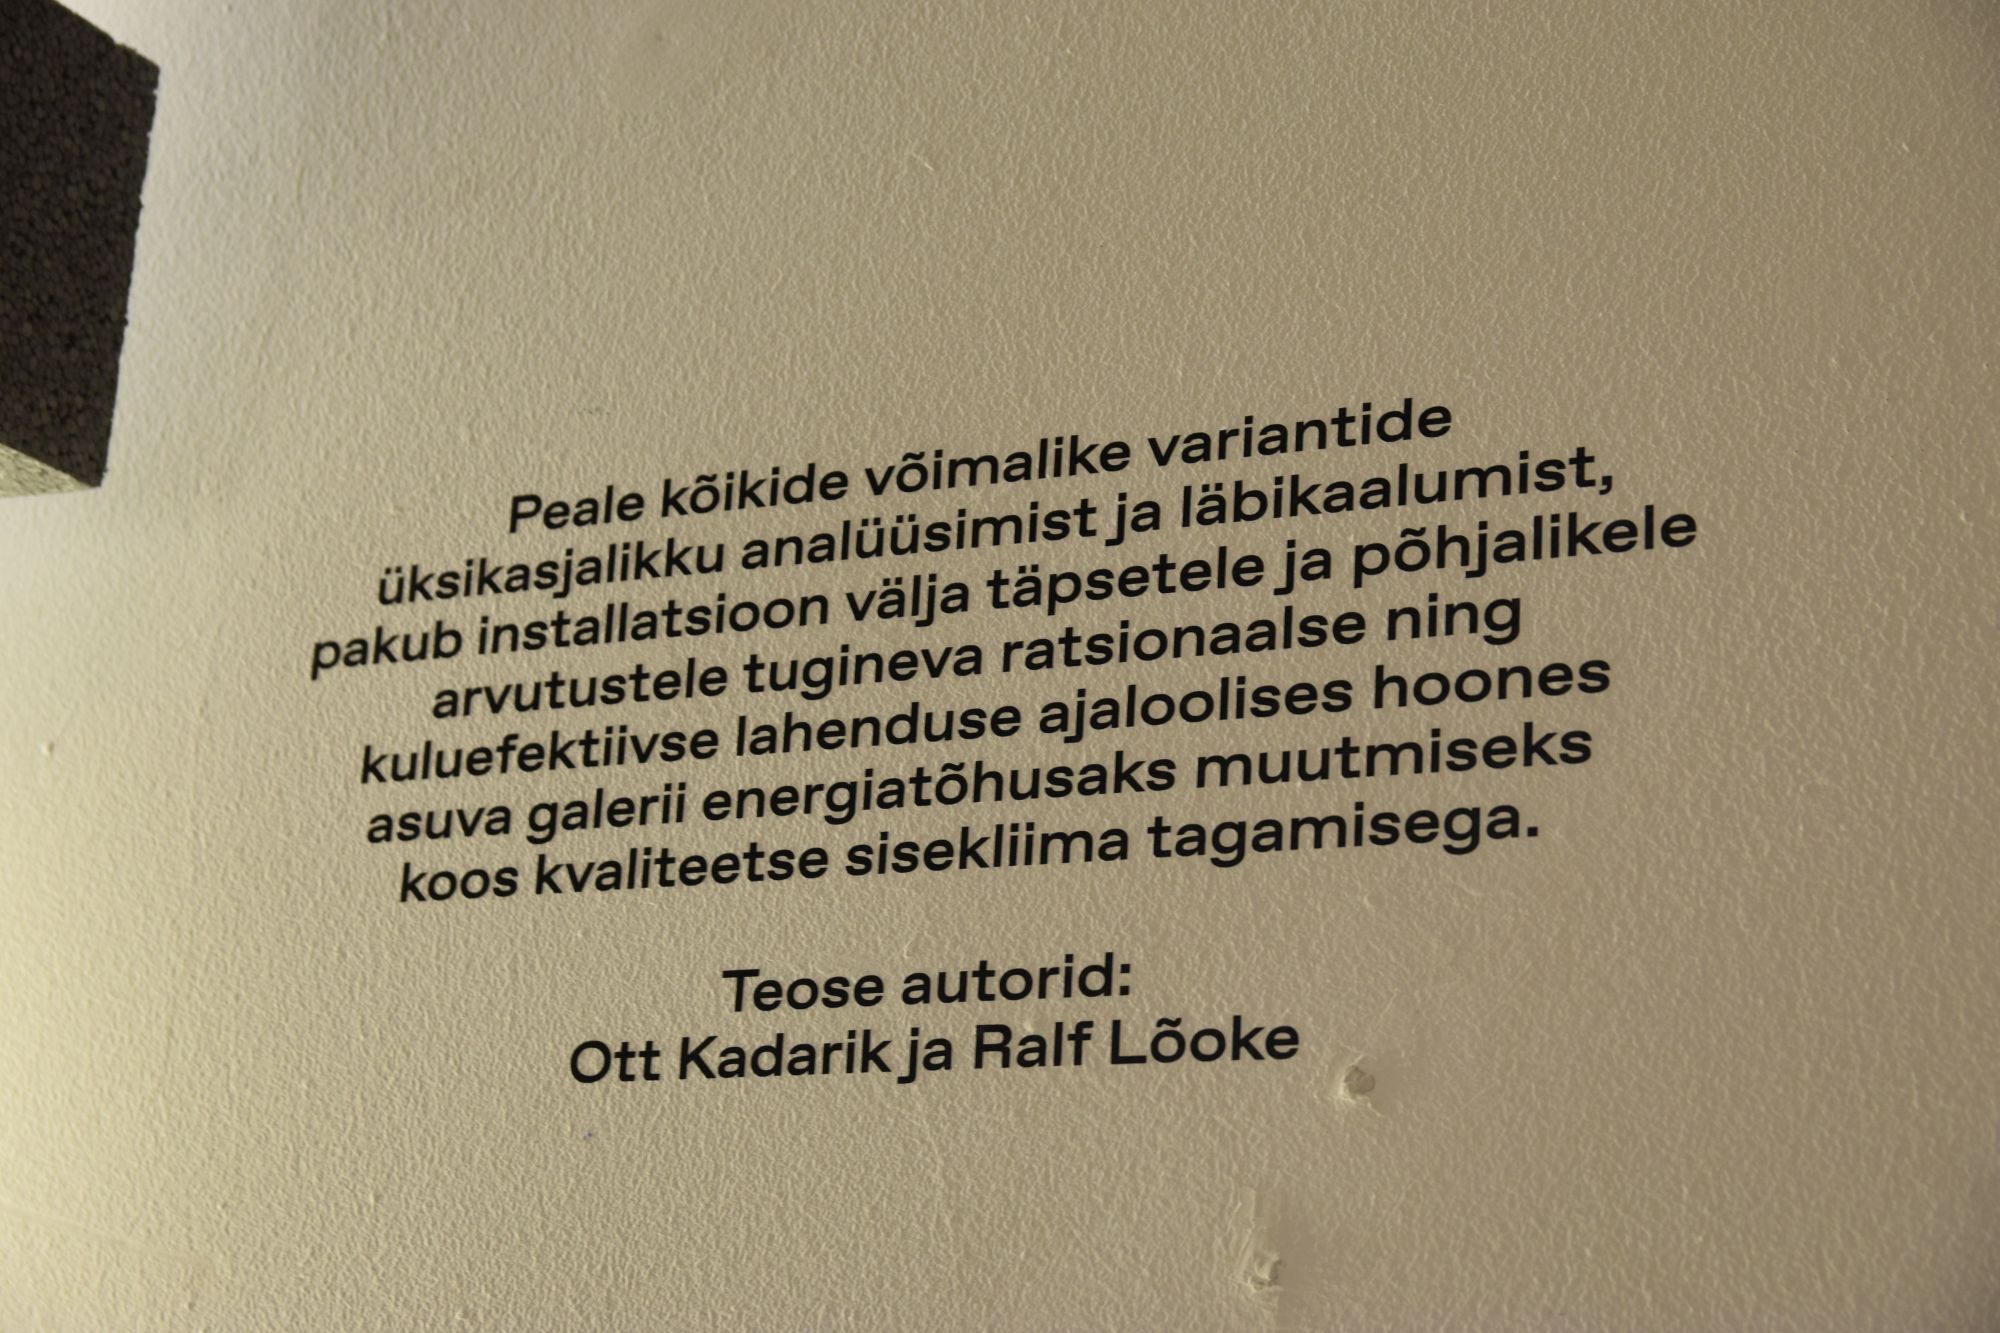 Peale kõikide võimalike variantide
üksikasjalikku analüüsimist ja läbikaalumist,
pakub installatsioon välja täpsetele ja põhjalikele
arvutustele tugineva ratsionaalse ning
kuluefektiivse lahenduse ajaloolises hoones
asuva galerii energiatõhusaks muutmiseks
koos kvaliteetse sisekliima tagamisega.
Teose autorid:
Ott Kadarik ja Ralf Lõoke